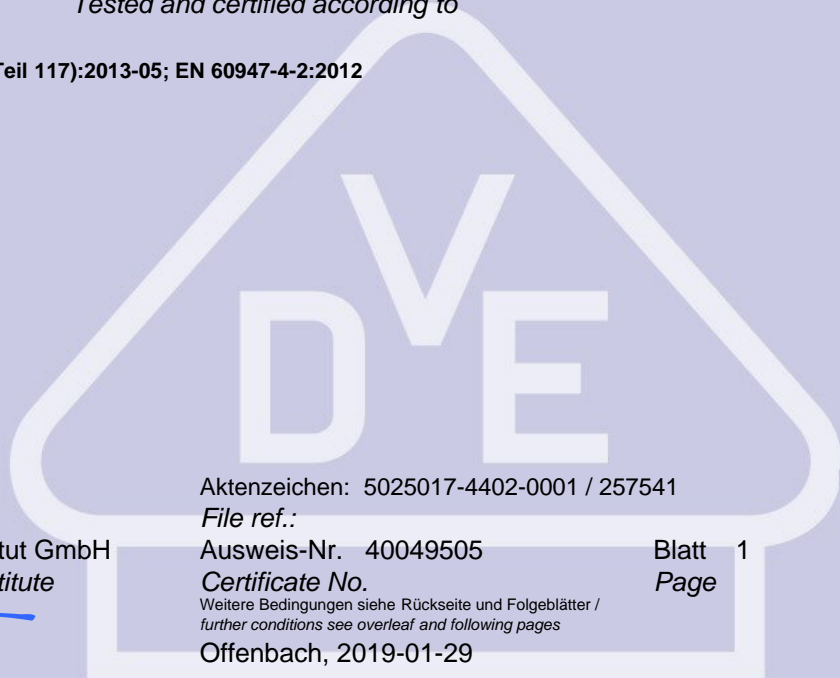 Tested and certified according to
Teil 117):2013-05; EN 60947-4-2:2012
VDE
Aktenzeichen: 5025017-4402-0001 / 257541
File ref.:
tut GmbH Ausweis-Nr. 40049505 Blatt 1
titute Certificate No. Page
Weitere Bedingungen siehe Rückseite und Folgeblätter /
further conditions see overleaf and following pages
Offenbach, 2019-01-29